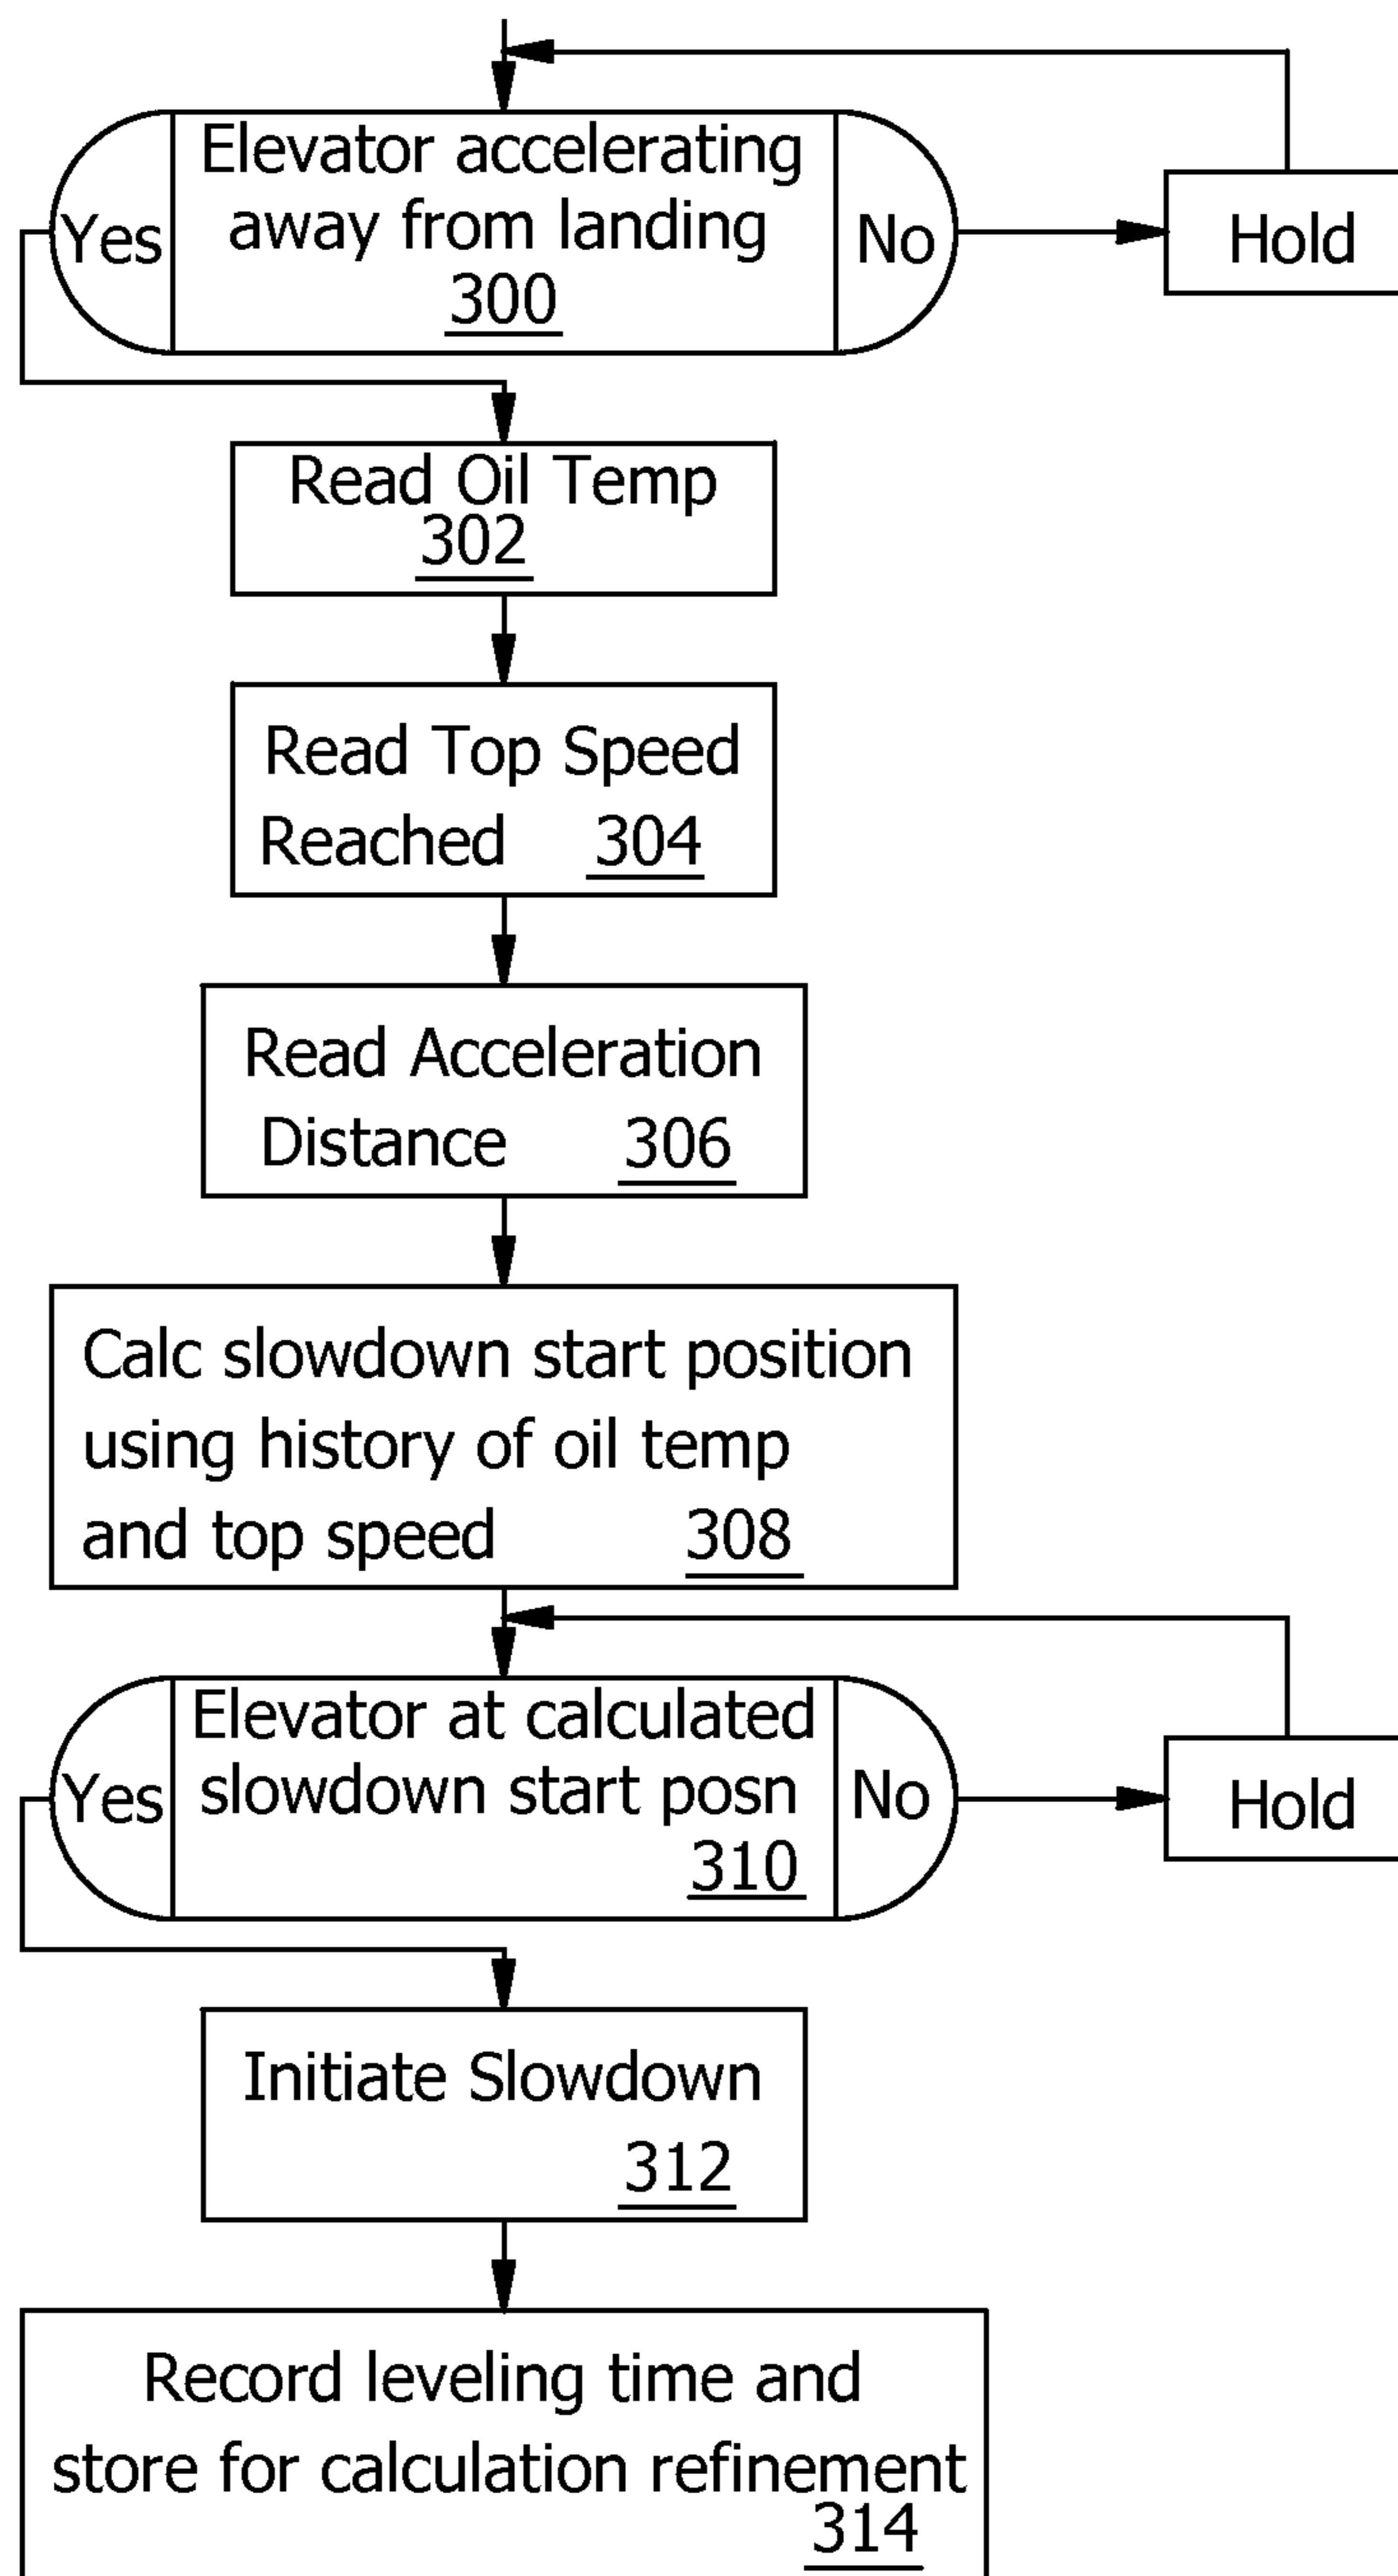 Elevator accelerating
away from landing
300
Yes
No
Hold
Read Oil Temp
302
Read Top Speed
Reached 304
Read Acceleration
Distance 306
Calc slowdown start position
using history of oil temp
and top speed 308
Elevator at calculated
slowdown start posn
310
Yes
No
Hold
Initiate Slowdown
312
Record leveling time and
store for calculation refinement
314